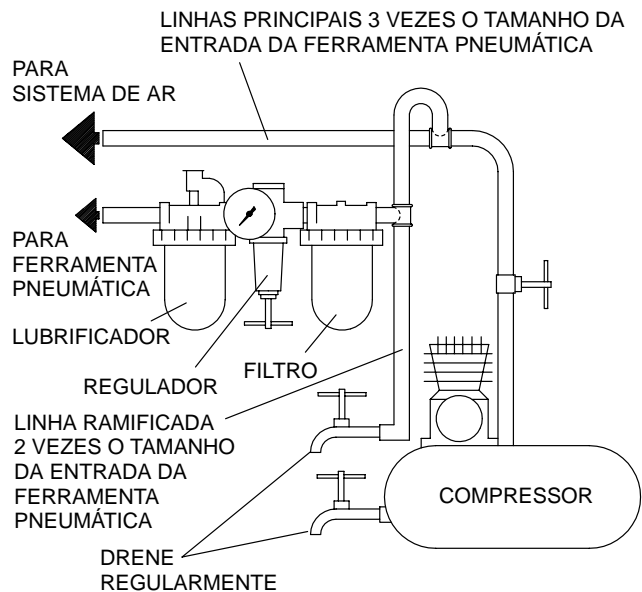 LINHAS PRINCIPAIS 3 VEZES O TAMANHO DA
ENTRADA DA FERRAMENTA PNEUMÁTICA
PARA
SISTEMA DE AR
PARA
FERRAMENTA
PNEUMÁTICA
LUBRIFICADOR
REGULADOR
FILTRO
LINHA RAMIFICADA
2 VEZES O TAMANHO
DA ENTRADA DA
FERRAMENTA
PNEUMÁTICA
COMPRESSOR
DRENE
REGULARMENTE